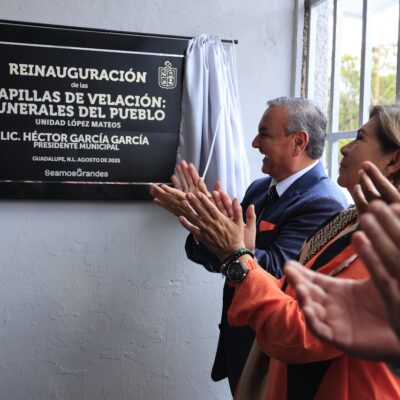 REINAUGURACIÓN
de las
APILLAS DE VELACIÓN:
UNERALES DEL PUEBLO
UNIDAD LÓPEZ MATEOS
LIC. HÉCTOR GARCÍA GARCÍA
PRESIDENTE MUNICIPAL
GUADALUPE, N.L. AGOSTO DE 2025
SeamosGrandes